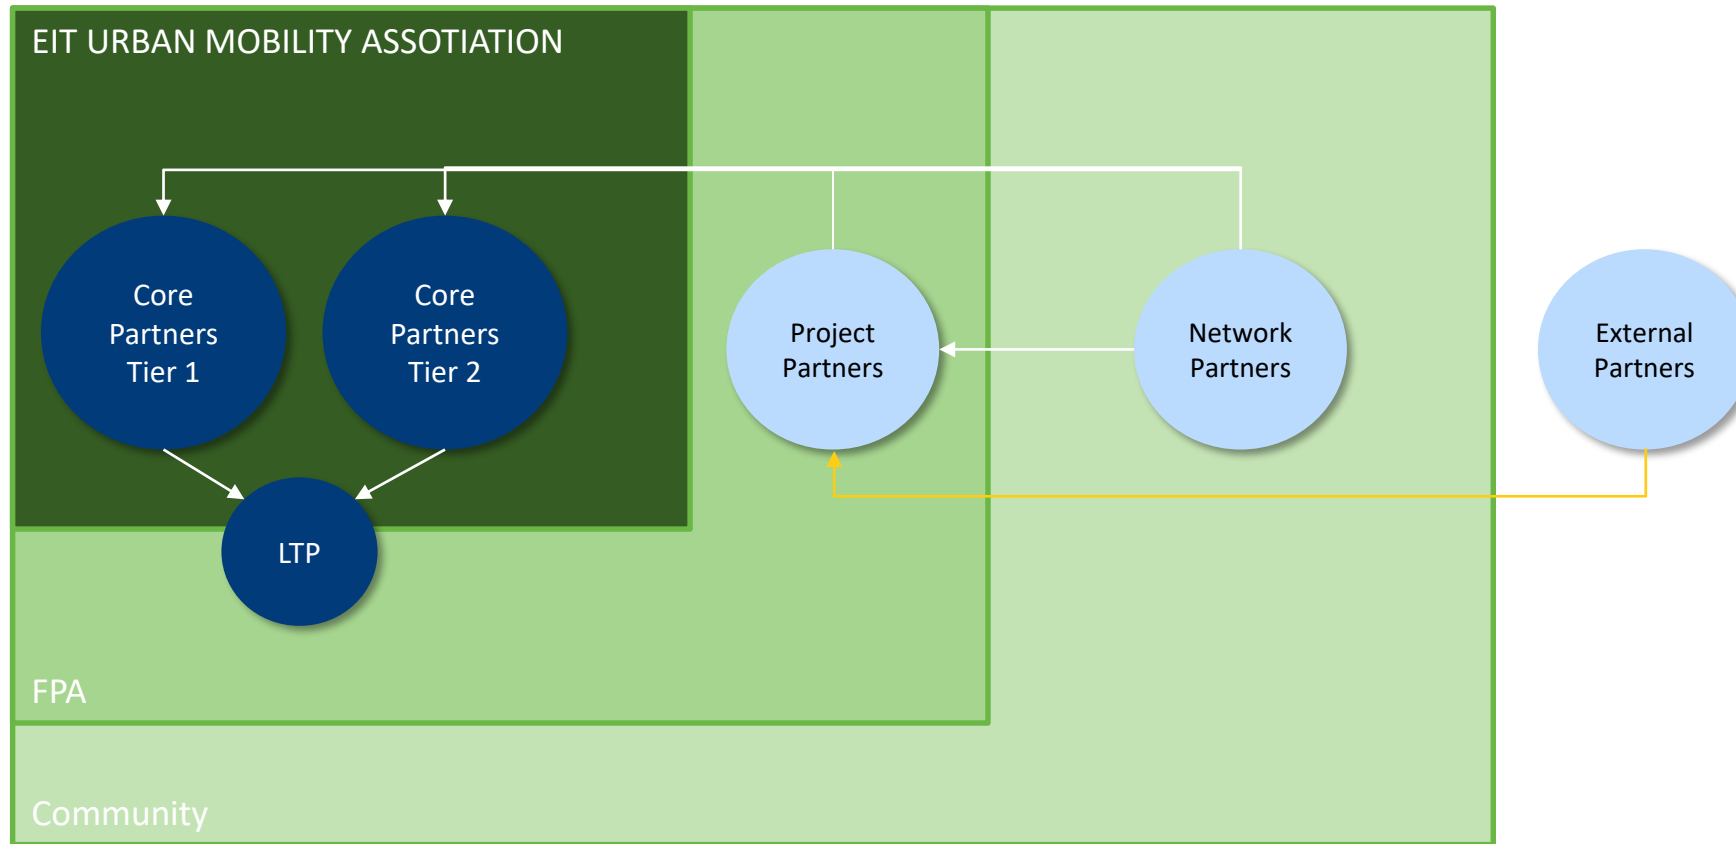 EIT URBAN MOBILITY ASSOTIATION
Core
Partners
Tier 1
Core
Partners
Tier 2
Project
Partners
Network
Partners
External
Partners
LTP
FPA
Community